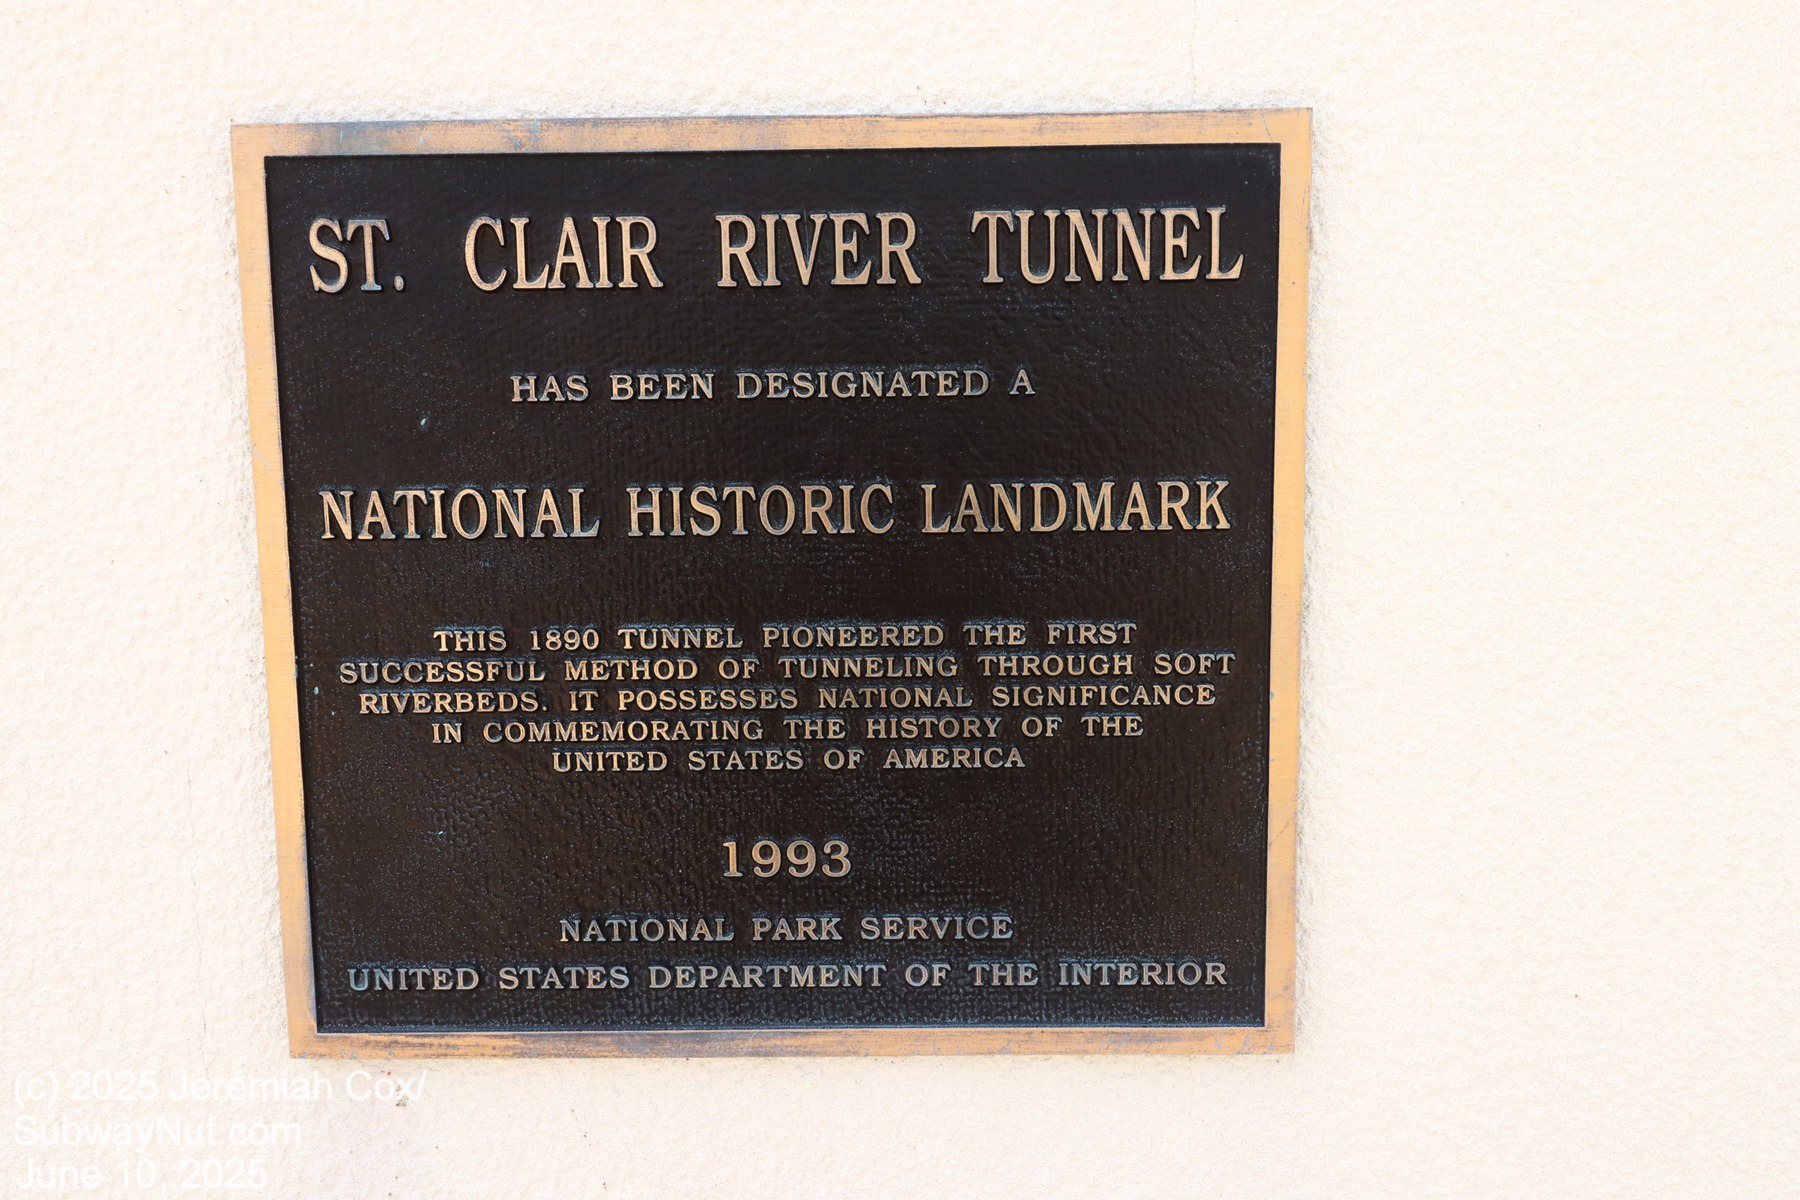 ST. CLAIR RIVER TUNNEL
HAS BEEN DESIGNATED A
NATIONAL HISTORIC LANDMARK
THIS 1890 TUNNEL PIONEERED THE FIRST
SUCCESSFUL METHOD OF TUNNELING THROUGH SOFT
RIVERBEDS. IT POSSESSES NATIONAL SIGNIFICANCE
IN COMMEMORATING THE HISTORY OF THE
UNITED STATES OF AMERICA
1993
NATIONAL PARK SERVICE
UNITED STATES DEPARTMENT OF THE INTERIOR
(c) 2025 Jeremiah Cox/
SubwayNut.com
June 10, 2025